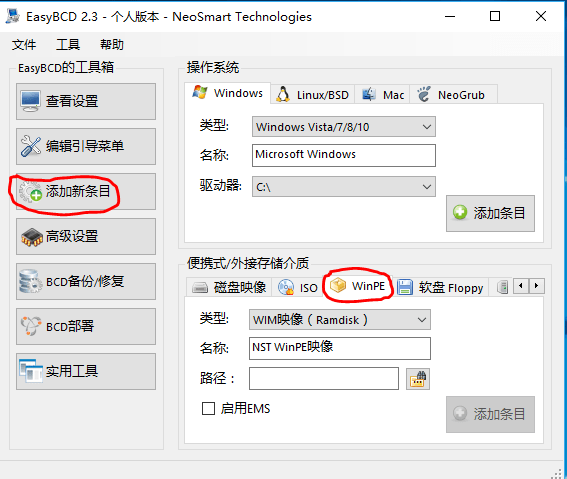 EasyBCD 2.3 - 个人版本 - NeoSmart Technologies
文件 工具 帮助
EasyBCD的工具箱
查看设置
编辑引导菜单
添加新条目
高级设置
BCD备份/修复
BCD部署
实用工具
操作系统
Windows Linux/BSD Mac NeoGrub
类型: Windows Vista/7/8/10
名称: Microsoft Windows
驱动器: C:\
添加条目
便携式/外接存储介质
磁盘映像 ISO WinPE 软盘 Floppy
类型: WIM映像（Ramdisk）
名称: NST WinPE映像
路径：
启用EMS
添加条目